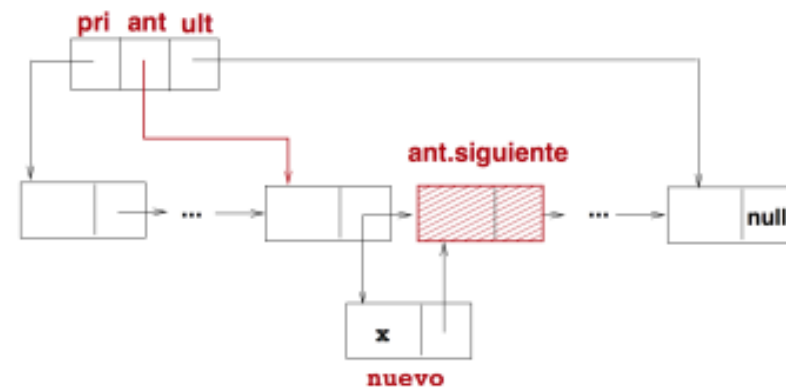 pri ant ult
ant.siguiente
...
...
null
x
nuevo